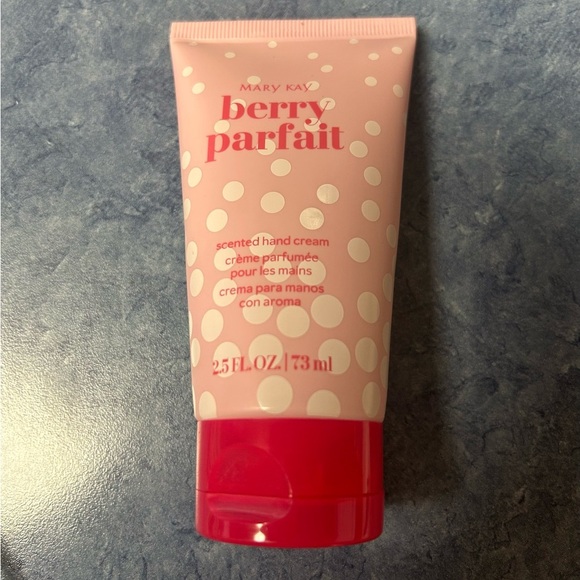 MARY KAY
berry
parfait
scented hand cream
crème parfumée
pour les mains
crema para manos
con aroma
2.5 FL.OZ. | 73 ml